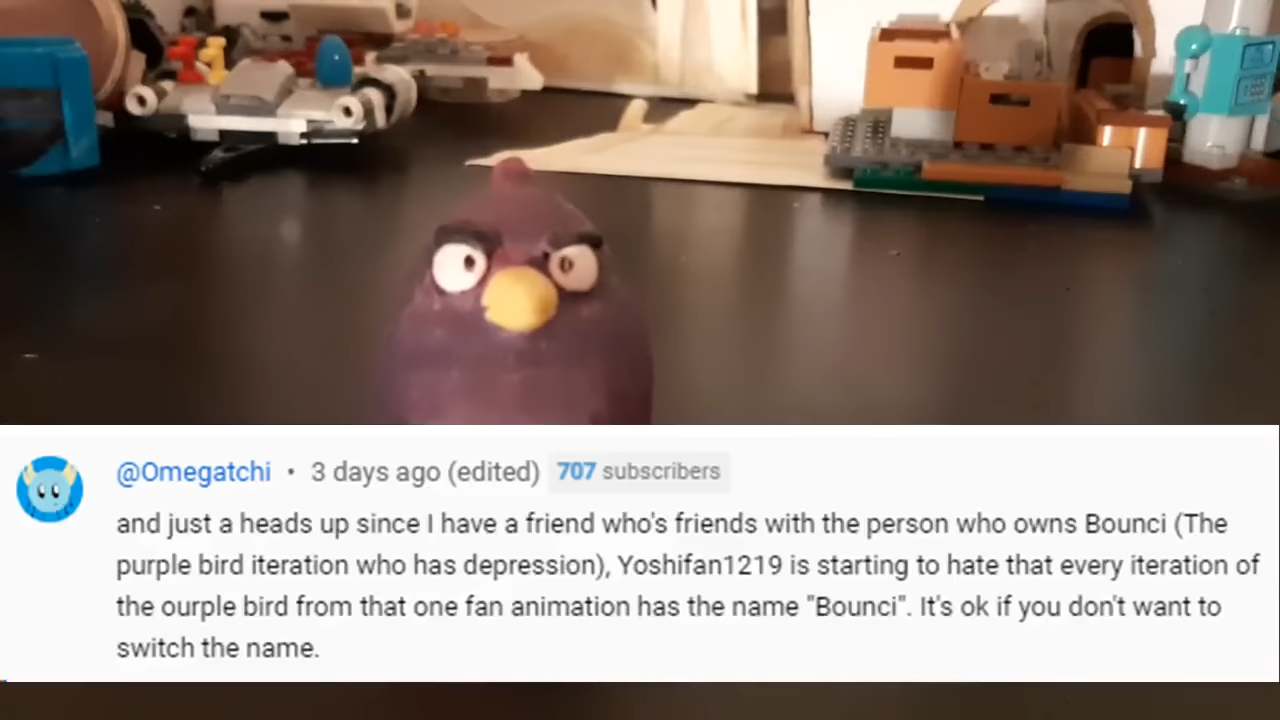 @Omegatchi • 3 days ago (edited) 707 subscribers
and just a heads up since I have a friend who's friends with the person who owns Bounci (The
purple bird iteration who has depression), Yoshifan1219 is starting to hate that every iteration of
the ourple bird from that one fan animation has the name "Bounci". It's ok if you don't want to
switch the name.